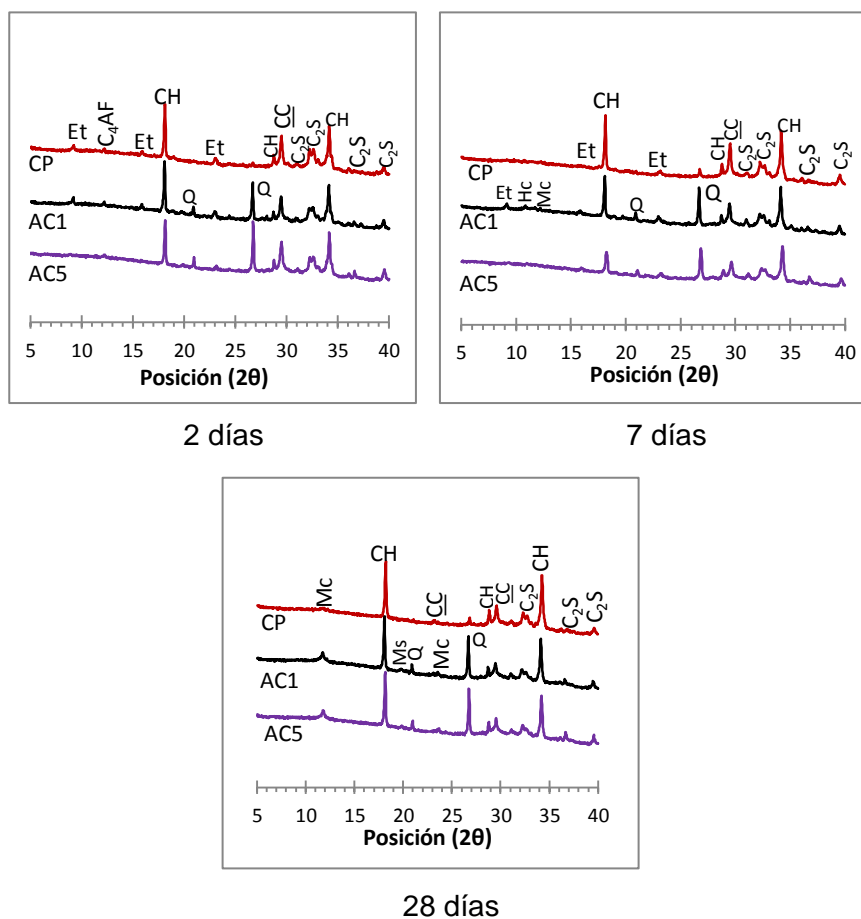 CH
CH
C̲C̲
C₂S
C₂S
C₂S
C₂S
Et
C₄AF
Et
Et
CH
CP
Q
Q
AC1
AC5
5 10 15 20 25 30 35 40
Posición (2θ)
2 días
CH
CH
CC̲
CH
C₂S
C₂S
C₂S
C₂S
Et
Et
CP
Et
Hc
Mc
Q
Q
AC1
AC5
5 10 15 20 25 30 35 40
Posición (2θ)
7 días
CH
CH
Mc
CC̲
CH
CC̲
C₂S
C₂S
C₂S
CP
Ms
Q
Mc
Q
AC1
AC5
5 10 15 20 25 30 35 40
Posición (2θ)
28 días